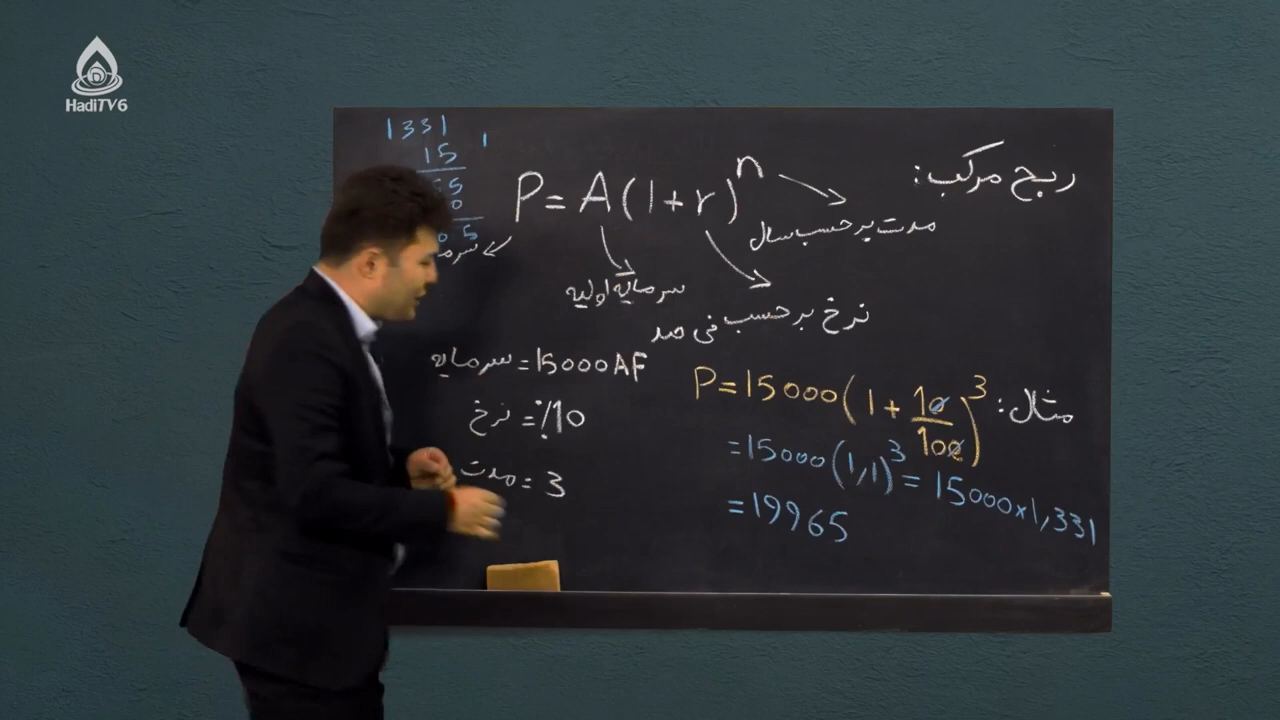 HadiTV6
ربح مرکب:
P=A(1+r)^n
مدت بر حسب سال
سرمایه اولیه
نرخ بر حسب فی صد
1331
15
سرمایه = 15000AF
نرخ = %10
مدت = 3
مثال: P=15000(1+10/100)^3
=15000(1,1)^3 = 15000×1,331
=19965